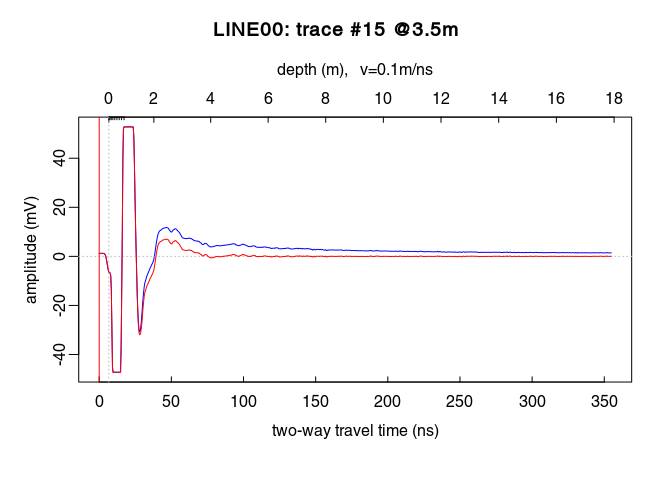 LINE00: trace #15 @3.5m
depth (m),  v=0.1m/ns
0 2 4 6 8 10 12 14 16 18
amplitude (mV)
40
20
0
-20
-40
0 50 100 150 200 250 300 350
two-way travel time (ns)